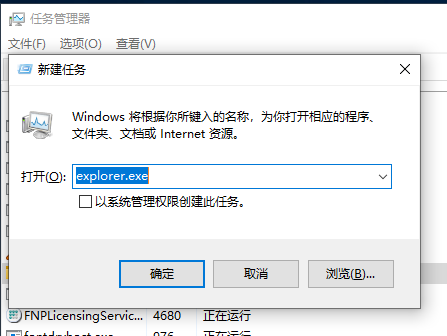 任务管理器
文件(F) 选项(O) 查看(V)
新建任务
Windows 将根据你所键入的名称，为你打开相应的程序、
文件夹、文档或 Internet 资源。
打开(O): explorer.exe
以系统管理权限创建此任务。
确定 取消 浏览(B)...
FNPLicensingServic... 4680 正在运行
fontdrvhost.exe 976 正在运行